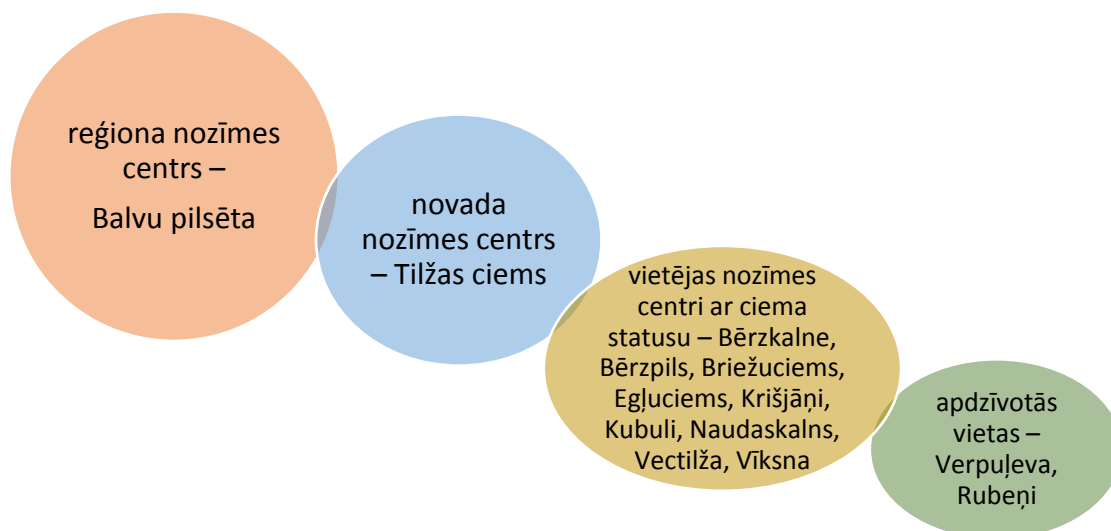 reģiona nozīmes
centrs –
Balvu pilsēta
novada
nozīmes centrs
– Tilžas ciems
vietējas nozīmes
centri ar ciema
statusu – Bērzkalne,
Bērzpils, Briežuciems,
Egļuciems, Krišjāņi,
Kubuli, Naudaskalns,
Vectilža, Vīksna
apdzīvotās
vietas –
Verpuļeva,
Rubeņi